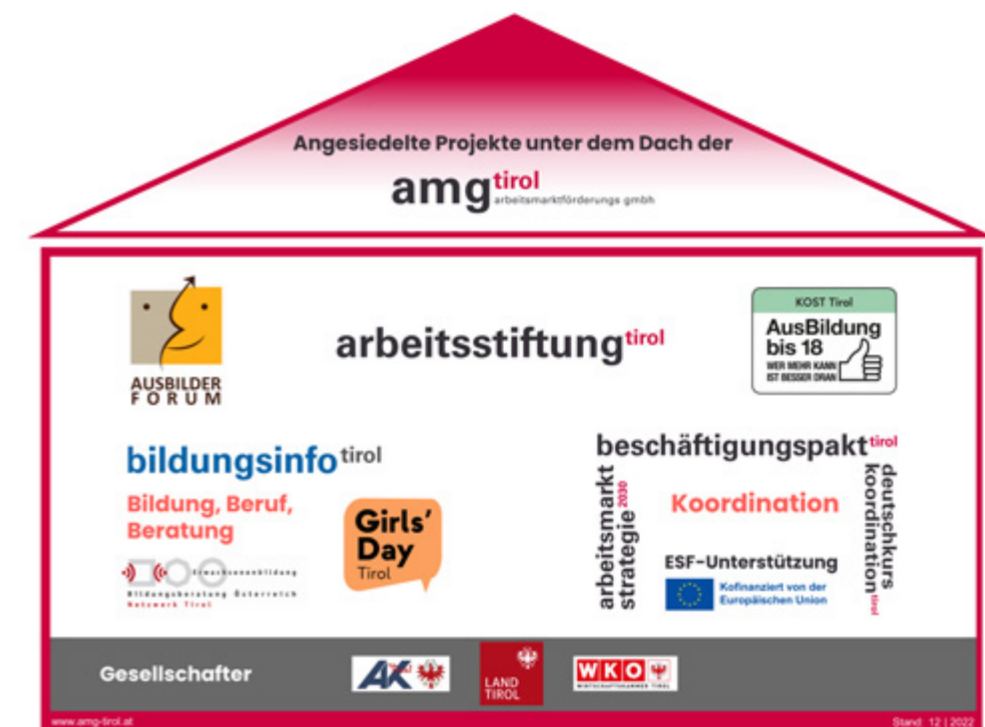 Angesiedelte Projekte unter dem Dach der
amg tirol
arbeitsmarktförderungs gmbh
AUSBILDER
FORUM
arbeitsstiftung tirol
KOST Tirol
AusBildung
bis 18
WER MEHR KANN
IST BESSER DRAN
bildungsinfo tirol
Bildung, Beruf,
Beratung
Erwachsenenbildung
Bildungsberatung Österreich
Netzwerk Tirol
Girls'
Day
Tirol
beschäftigungspakt tirol
arbeitsmarkt
strategie 2030
Koordination
ESF-Unterstützung
Kofinanziert von der
Europäischen Union
deutschkurs
koordination tirol
Gesellschafter
AK Tirol
LAND
TIROL
WKO
WIRTSCHAFTSKAMMER TIROL
www.amg-tirol.at
Stand: 12 | 2022